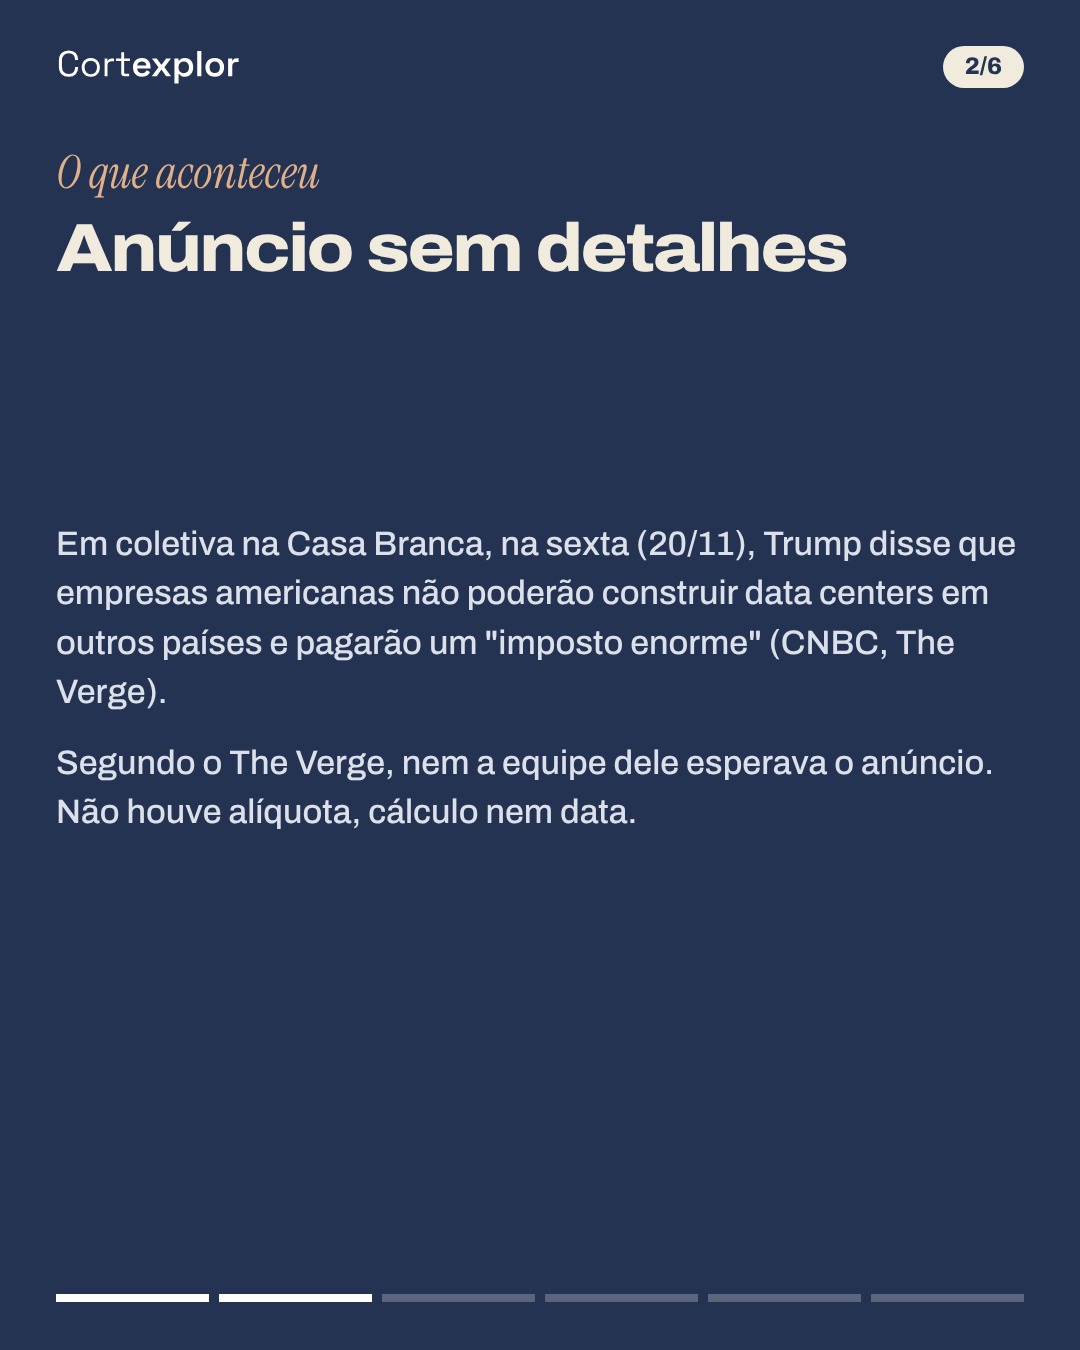 Cortexplor
2/6
O que aconteceu
Anúncio sem detalhes
Em coletiva na Casa Branca, na sexta (20/11), Trump disse que
empresas americanas não poderão construir data centers em
outros países e pagarão um "imposto enorme" (CNBC, The
Verge).
Segundo o The Verge, nem a equipe dele esperava o anúncio.
Não houve alíquota, cálculo nem data.